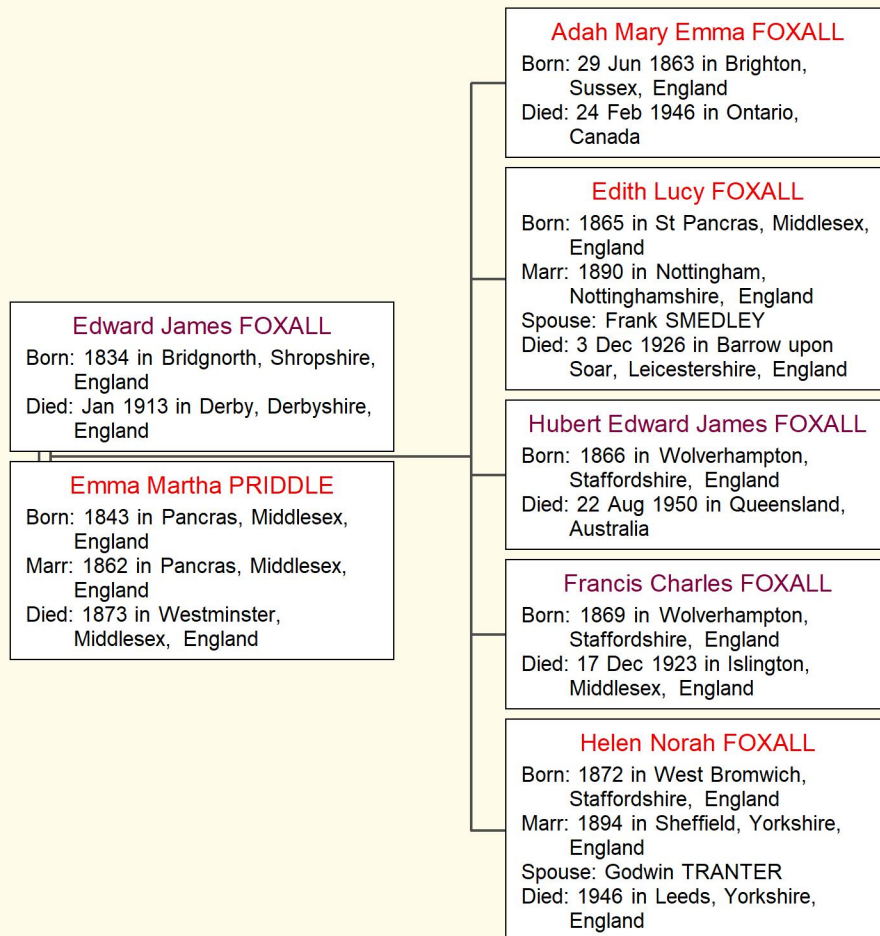 Edward James FOXALL
Born: 1834 in Bridgnorth, Shropshire,
England
Died: Jan 1913 in Derby, Derbyshire,
England
Emma Martha PRIDDLE
Born: 1843 in Pancras, Middlesex,
England
Marr: 1862 in Pancras, Middlesex,
England
Died: 1873 in Westminster,
Middlesex, England
Adah Mary Emma FOXALL
Born: 29 Jun 1863 in Brighton,
Sussex, England
Died: 24 Feb 1946 in Ontario,
Canada
Edith Lucy FOXALL
Born: 1865 in St Pancras, Middlesex,
England
Marr: 1890 in Nottingham,
Nottinghamshire, England
Spouse: Frank SMEDLEY
Died: 3 Dec 1926 in Barrow upon
Soar, Leicestershire, England
Hubert Edward James FOXALL
Born: 1866 in Wolverhampton,
Staffordshire, England
Died: 22 Aug 1950 in Queensland,
Australia
Francis Charles FOXALL
Born: 1869 in Wolverhampton,
Staffordshire, England
Died: 17 Dec 1923 in Islington,
Middlesex, England
Helen Norah FOXALL
Born: 1872 in West Bromwich,
Staffordshire, England
Marr: 1894 in Sheffield, Yorkshire,
England
Spouse: Godwin TRANTER
Died: 1946 in Leeds, Yorkshire,
England